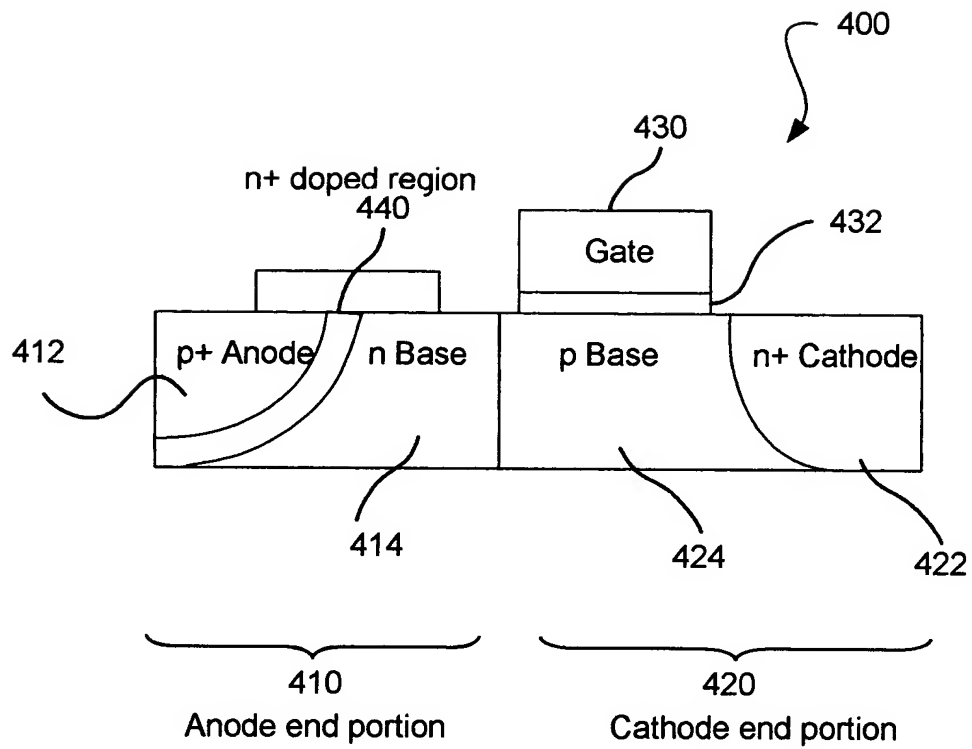 400
430
n+ doped region
440
432
Gate
412
p+ Anode
n Base
p Base
n+ Cathode
414
424
422
410
420
Anode end portion
Cathode end portion